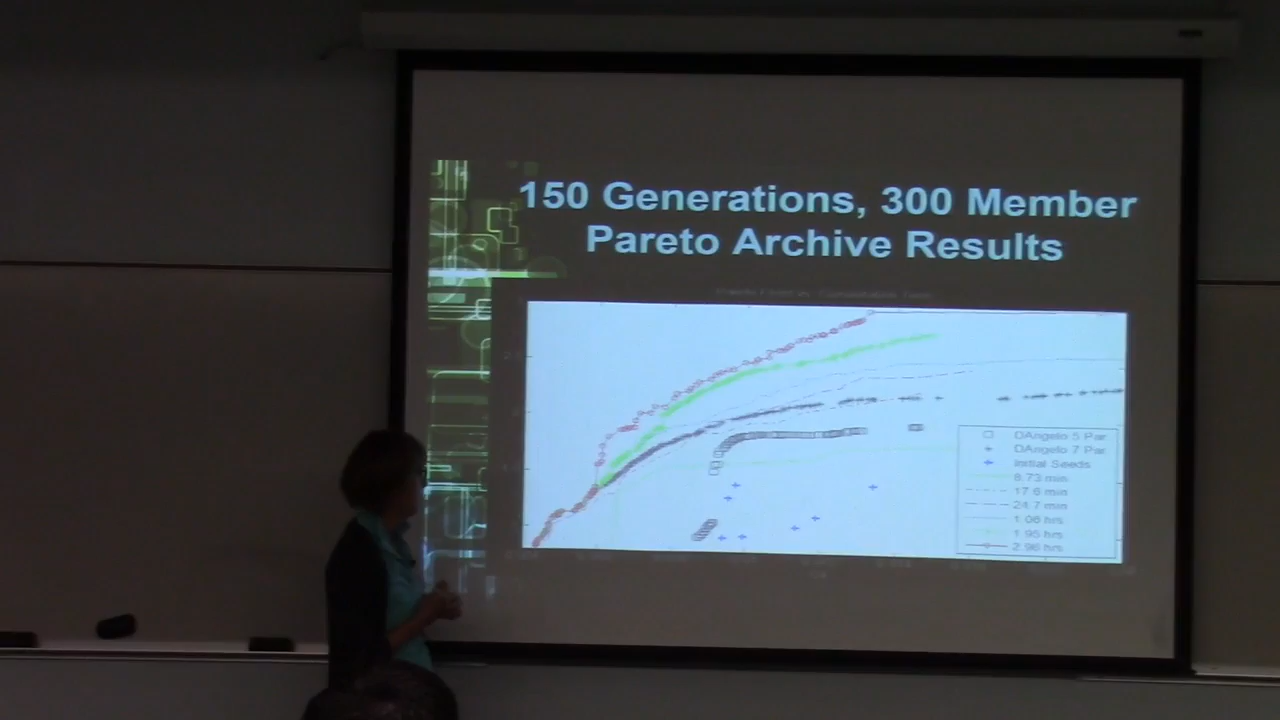 150 Generations, 300 Member
Pareto Archive Results
DAngelo 5 Par
DAngelo 7 Par
Initial Seeds
8.73 min
17.6 min
24.7 min
1.06 hrs
1.95 hrs
2.96 hrs